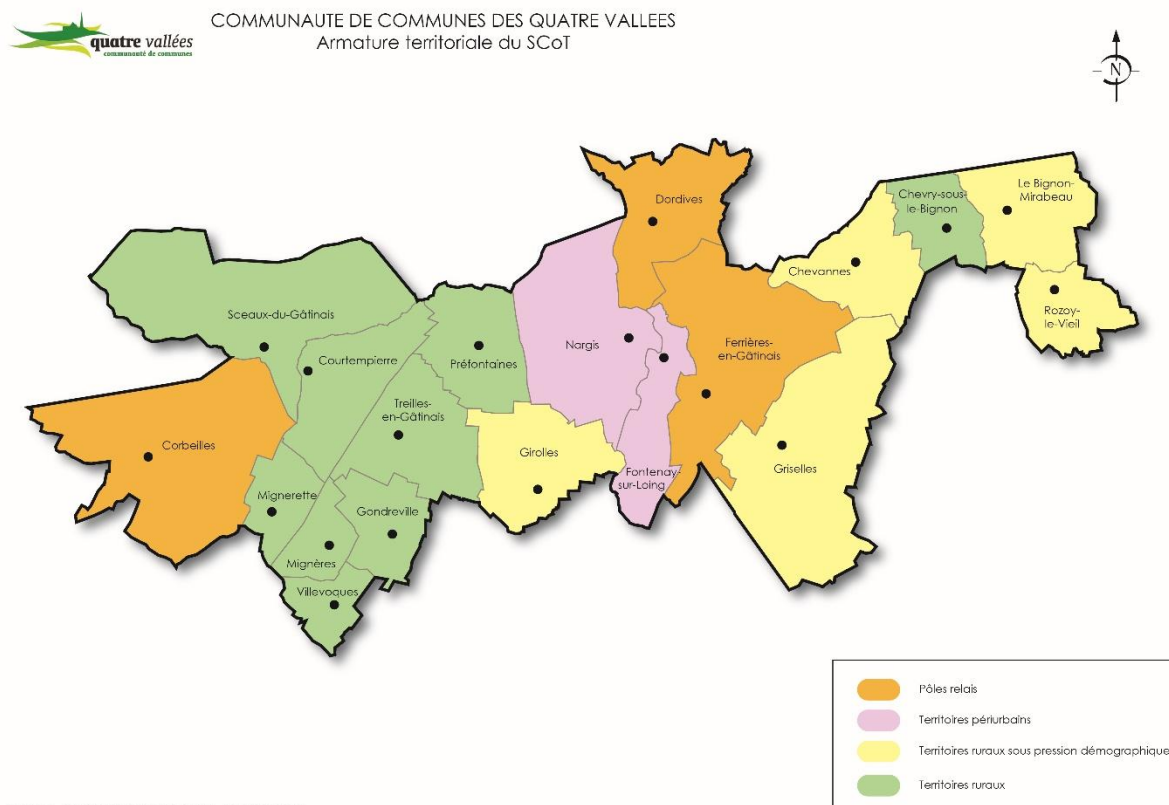 COMMUNAUTE DE COMMUNES DES QUATRE VALLEES
Armature territoriale du SCoT
quatre vallées
communauté de communes
N
Dordives
Chevry-sous-
le-Bignon
Le Bignon-
Mirabeau
Chevannes
Rozoy-
le-Vieil
Sceaux-du-Gâtinais
Courtempierre
Préfontaines
Nargis
Ferrières-
en-Gâtinais
Treilles-
en-Gâtinais
Corbeilles
Girolles
Fontenay-
sur-Loing
Griselles
Mignerette
Gondreville
Mignères
Villevoques
Pôles relais
Territoires périurbains
Territoires ruraux sous pression démographique
Territoires ruraux